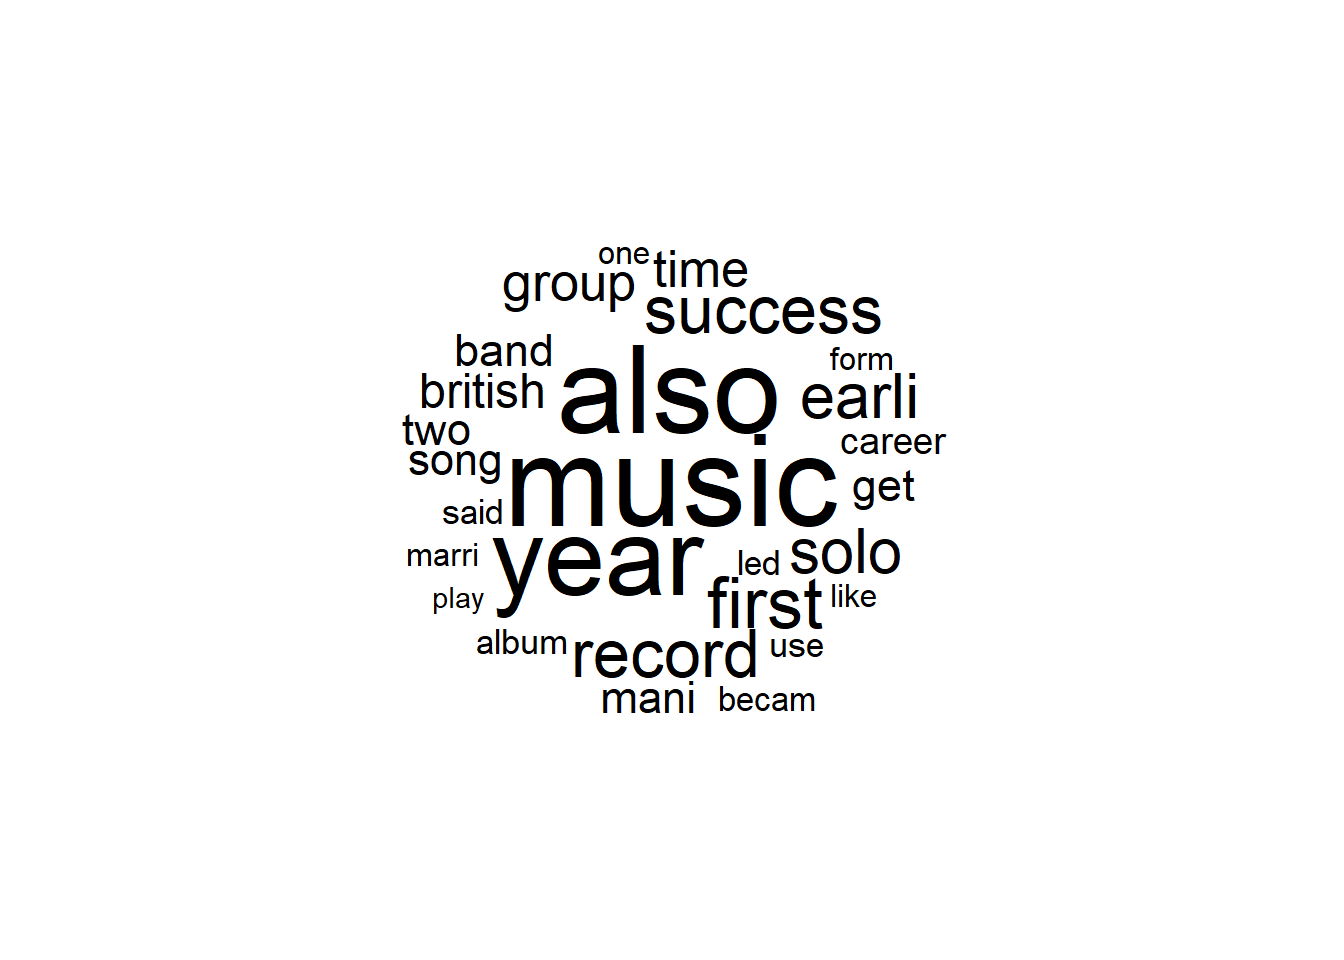 one time
group
success
band
also
form
british
earli
two
career
song
music
get
said
year
marri
led solo
play
first
like
album
record
use
mani
becam